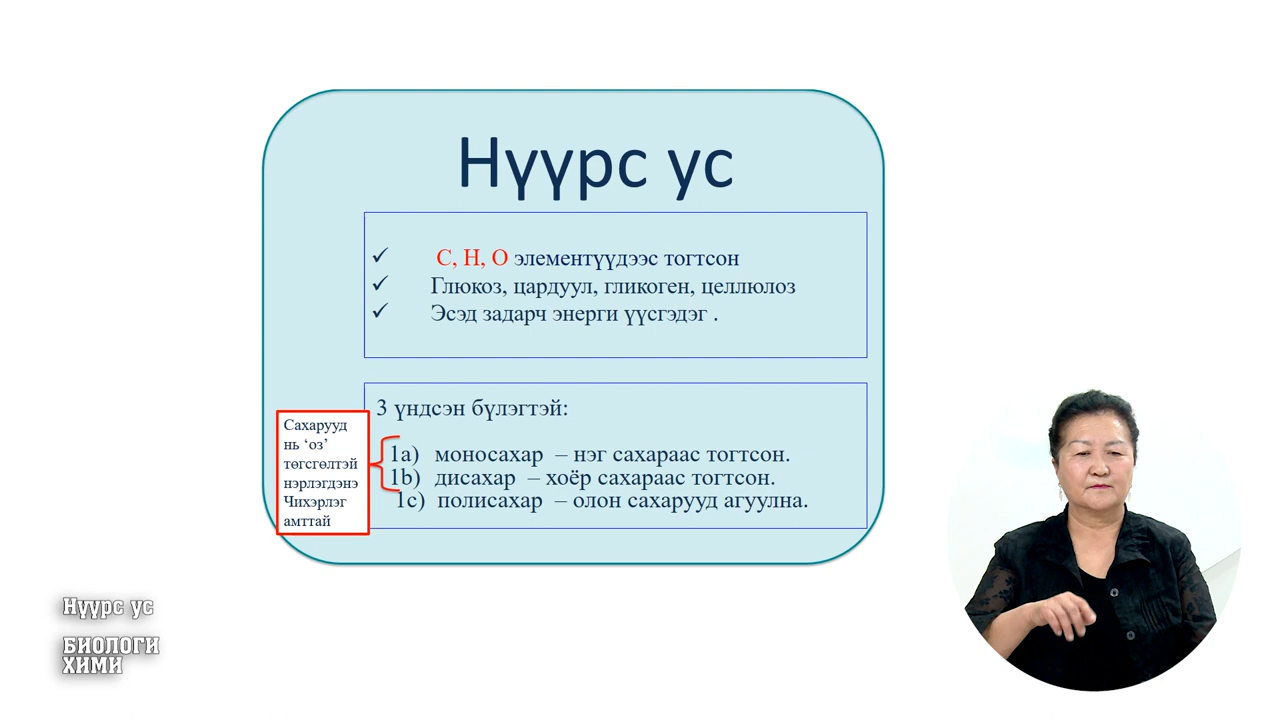 Нүүрс ус
✓ С, Н, О элементүүдээс тогтсон
✓ Глюкоз, цардуул, гликоген, целлюлоз
✓ Эсэд задарч энерги үүсгэдэг .
3 үндсэн бүлэгтэй:
1a) моносахар – нэг сахараас тогтсон.
1b) дисахар – хоёр сахараас тогтсон.
1c) полисахар – олон сахарууд агуулна.
Сахарууд
нь ‘оз’
төгсгөлтэй
нэрлэгдэнэ
Чихэрлэг
амттай
Нүүрс ус
БИОЛОГИ
ХИМИ